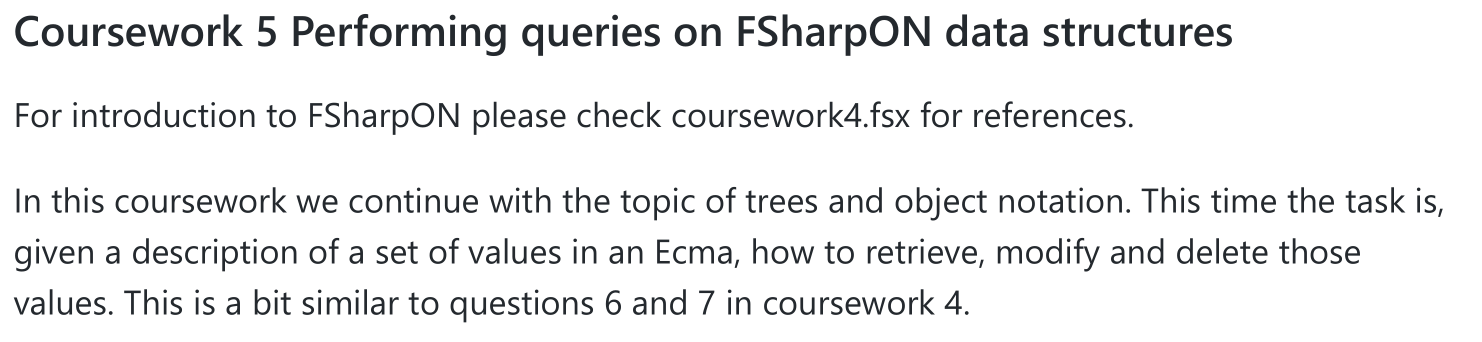 Coursework 5 Performing queries on FSharpON data structures
For introduction to FSharpON please check coursework4.fsx for references.
In this coursework we continue with the topic of trees and object notation. This time the task is,
given a description of a set of values in an Ecma, how to retrieve, modify and delete those
values. This is a bit similar to questions 6 and 7 in coursework 4.